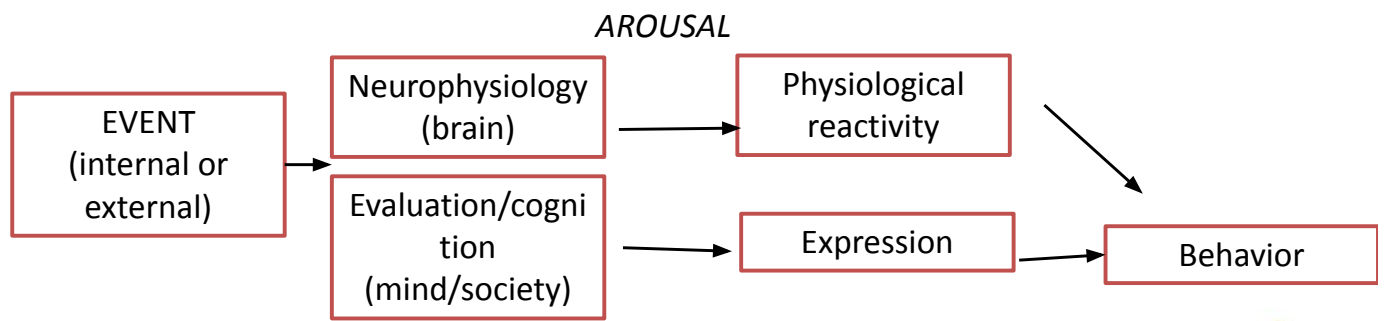 AROUSAL
EVENT
(internal or
external)
Neurophysiology
(brain)
Evaluation/cogni
tion
(mind/society)
Physiological
reactivity
Expression
Behavior